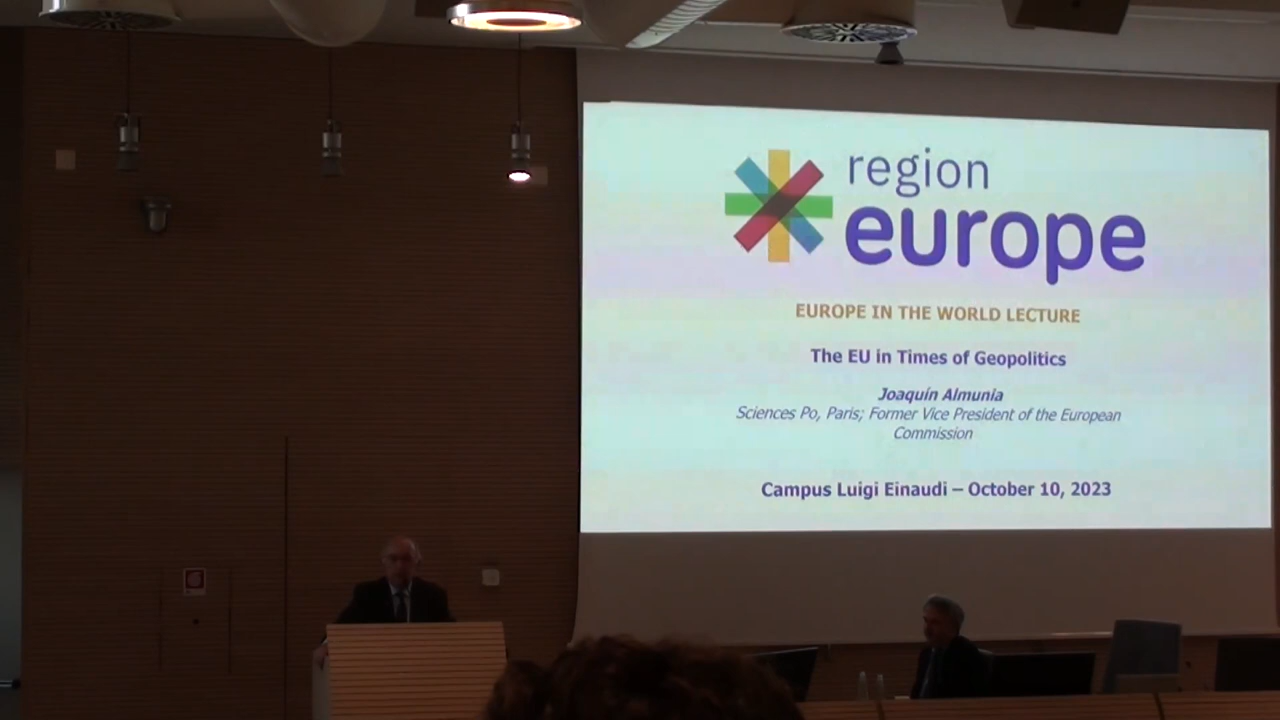 region
europe
EUROPE IN THE WORLD LECTURE
The EU in Times of Geopolitics
Joaquín Almunia
Sciences Po, Paris; Former Vice President of the European
Commission
Campus Luigi Einaudi – October 10, 2023